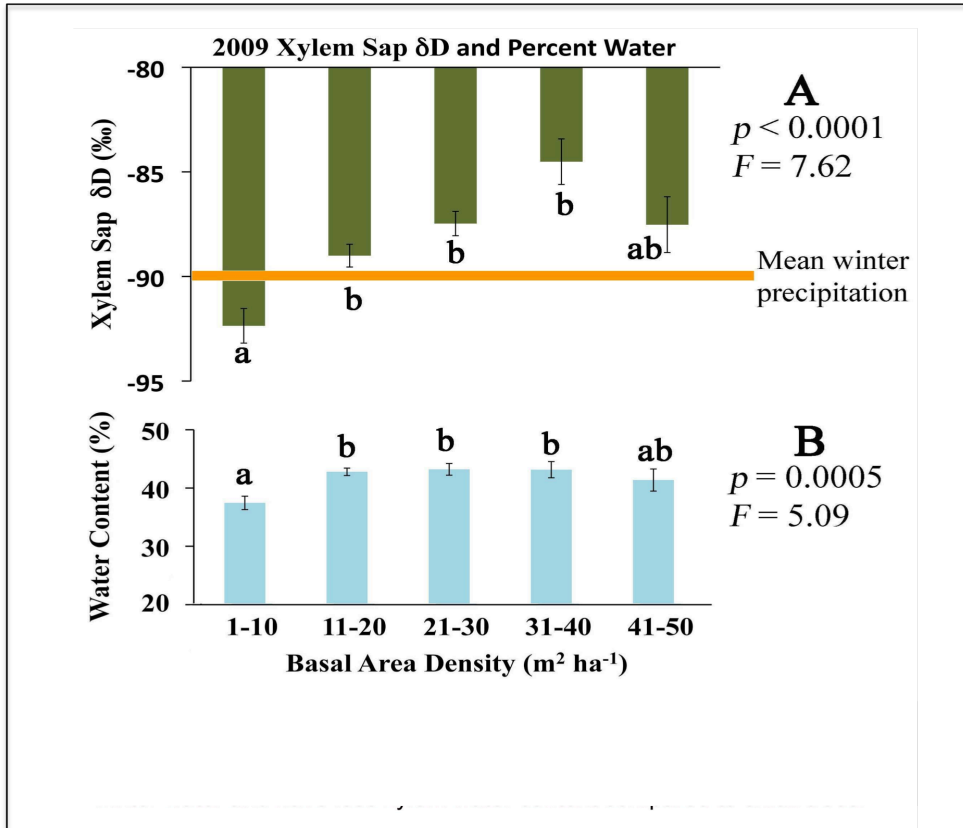 2009 Xylem Sap δD and Percent Water
Xylem Sap δD (‰)
-80
-85
-90
-95
a
b
b
b
ab
A
p < 0.0001
F = 7.62
Mean winter
precipitation
Water Content (%)
50
40
30
20
a
b
b
b
ab
B
p = 0.0005
F = 5.09
1-10 11-20 21-30 31-40 41-50
Basal Area Density (m² ha⁻¹)